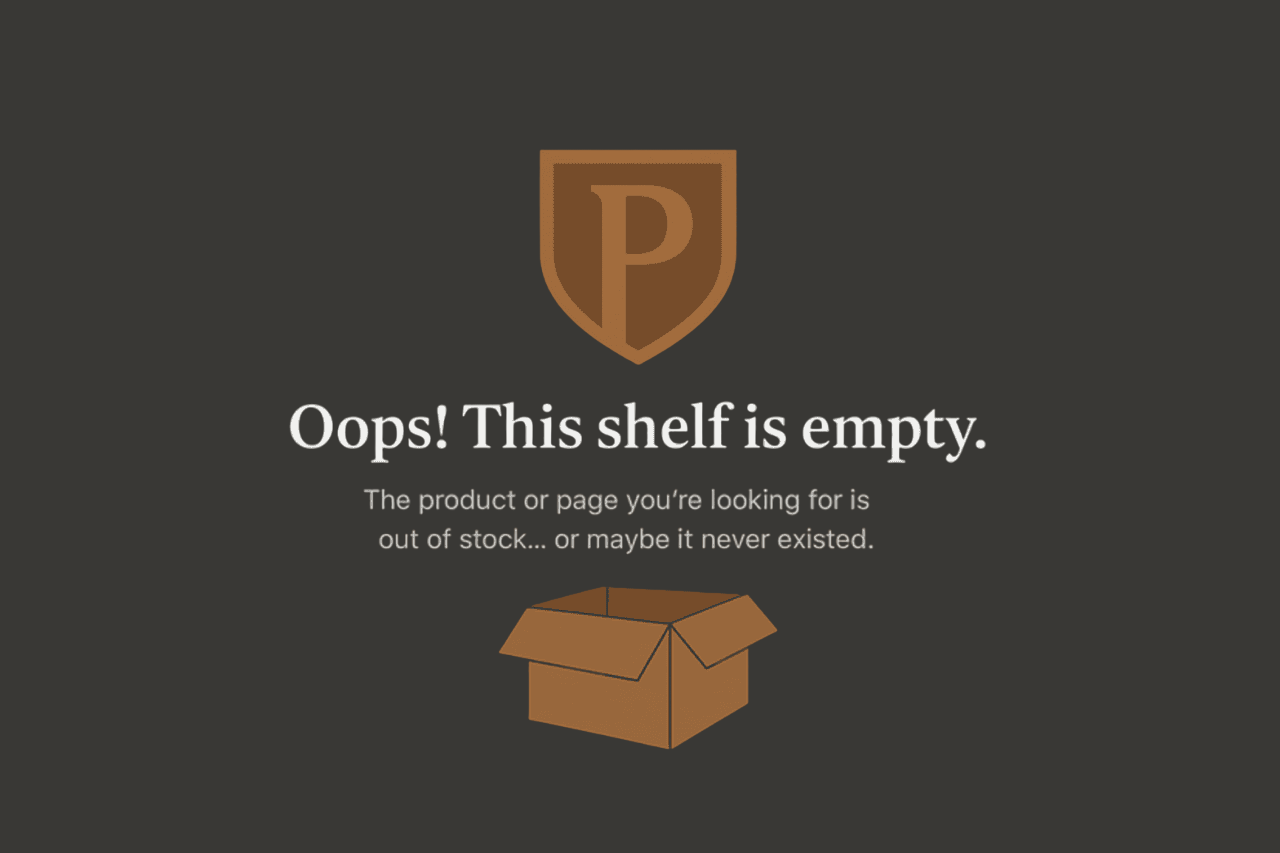 P
Oops! This shelf is empty.
The product or page you’re looking for is
out of stock... or maybe it never existed.